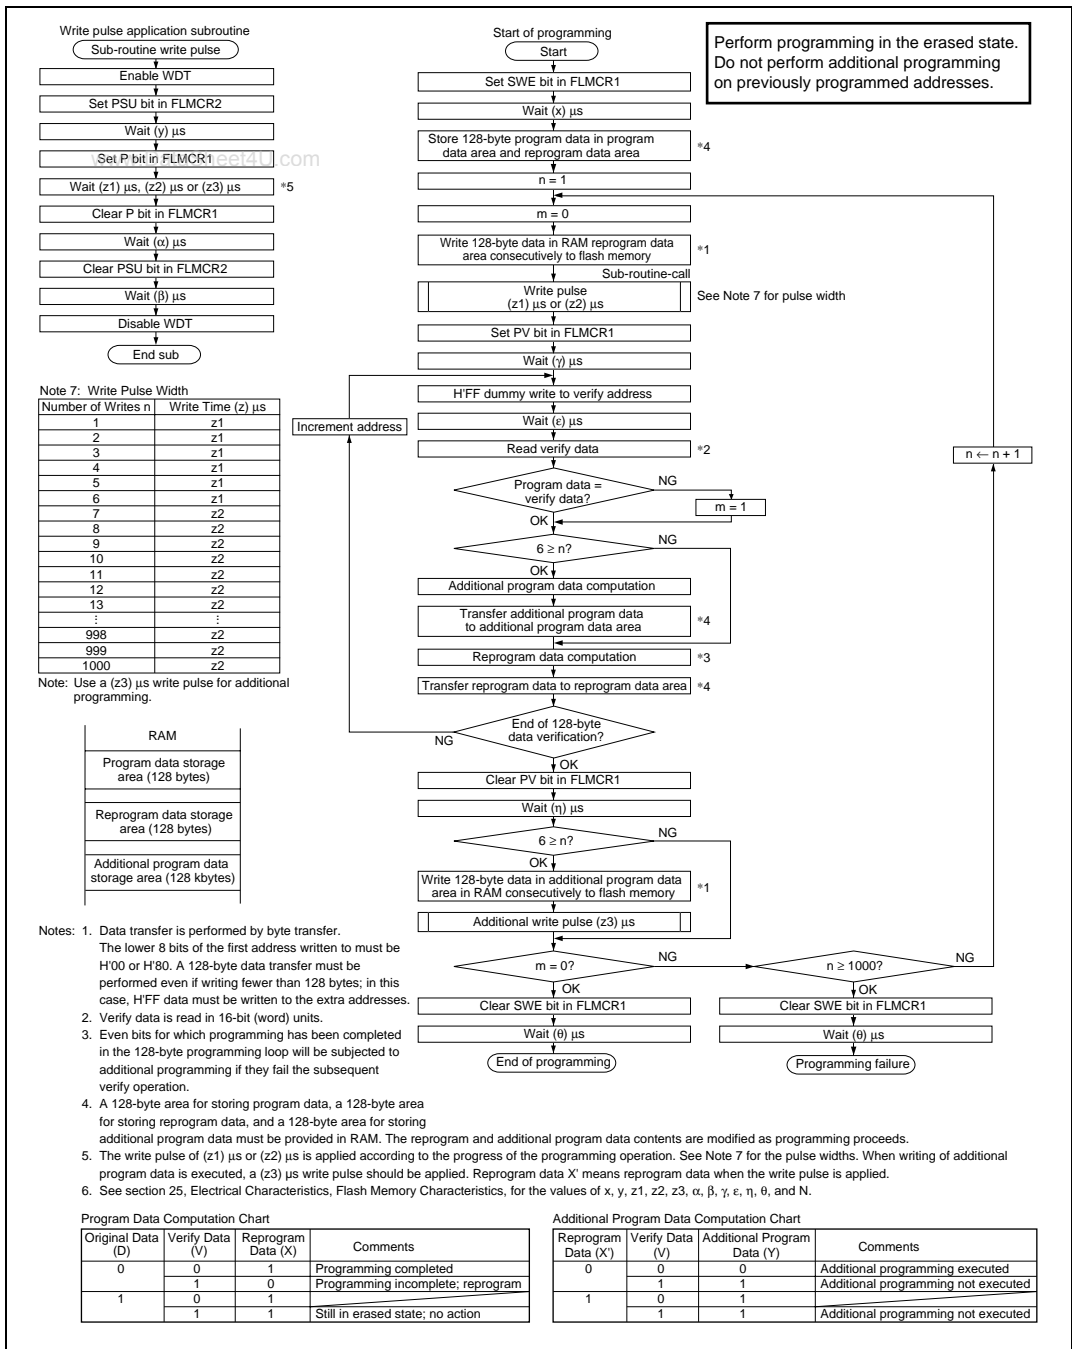 Write pulse application subroutine
Sub-routine write pulse
Enable WDT
Set PSU bit in FLMCR2
Wait (y) μs
Set P bit in FLMCR1
Wait (z1) μs, (z2) μs or (z3) μs *5
Clear P bit in FLMCR1
Wait (α) μs
Clear PSU bit in FLMCR2
Wait (β) μs
Disable WDT
End sub
Note 7: Write Pulse Width
Number of Writes n Write Time (z) μs
1 z1
2 z1
3 z1
4 z1
5 z1
6 z1
7 z2
8 z2
9 z2
10 z2
11 z2
12 z2
13 z2
⋮ ⋮
998 z2
999 z2
1000 z2
Note: Use a (z3) μs write pulse for additional
programming.
RAM
Program data storage
area (128 bytes)
Reprogram data storage
area (128 bytes)
Additional program data
storage area (128 kbytes)
Start of programming
Start
Set SWE bit in FLMCR1
Wait (x) μs
Store 128-byte program data in program
data area and reprogram data area
*4
n = 1
m = 0
Write 128-byte data in RAM reprogram data
area consecutively to flash memory
*1
Sub-routine-call
Write pulse
(z1) μs or (z2) μs
See Note 7 for pulse width
Set PV bit in FLMCR1
Wait (γ) μs
H'FF dummy write to verify address
Increment address
Wait (ε) μs
Read verify data *2
n ← n + 1
Program data =
verify data?
NG
m = 1
OK
6 ≥ n?
NG
OK
Additional program data computation
Transfer additional program data
to additional program data area
*4
Reprogram data computation *3
Transfer reprogram data to reprogram data area *4
End of 128-byte
data verification?
NG
OK
Clear PV bit in FLMCR1
Wait (η) μs
6 ≥ n?
NG
OK
Write 128-byte data in additional program data
area in RAM consecutively to flash memory
*1
Additional write pulse (z3) μs
m = 0?
NG
n ≥ 1000?
NG
OK
OK
Clear SWE bit in FLMCR1
Clear SWE bit in FLMCR1
Wait (θ) μs
Wait (θ) μs
End of programming
Programming failure
Perform programming in the erased state.
Do not perform additional programming
on previously programmed addresses.
Notes: 1. Data transfer is performed by byte transfer.
The lower 8 bits of the first address written to must be
H'00 or H'80. A 128-byte data transfer must be
performed even if writing fewer than 128 bytes; in this
case, H'FF data must be written to the extra addresses.
2. Verify data is read in 16-bit (word) units.
3. Even bits for which programming has been completed
in the 128-byte programming loop will be subjected to
additional programming if they fail the subsequent
verify operation.
4. A 128-byte area for storing program data, a 128-byte area
for storing reprogram data, and a 128-byte area for storing
additional program data must be provided in RAM. The reprogram and additional program data contents are modified as programming proceeds.
5. The write pulse of (z1) μs or (z2) μs is applied according to the progress of the programming operation. See Note 7 for the pulse widths. When writing of additional
program data is executed, a (z3) μs write pulse should be applied. Reprogram data X' means reprogram data when the write pulse is applied.
6. See section 25, Electrical Characteristics, Flash Memory Characteristics, for the values of x, y, z1, z2, z3, α, β, γ, ε, η, θ, and N.
Program Data Computation Chart
Original Data (D) Verify Data (V) Reprogram Data (X) Comments
0 0 1 Programming completed
1 0 Programming incomplete; reprogram
1 0 1
1 1 Still in erased state; no action
Additional Program Data Computation Chart
Reprogram Data (X') Verify Data (V) Additional Program Data (Y) Comments
0 0 0 Additional programming executed
1 1 Additional programming not executed
1 0 1
1 1 Additional programming not executed